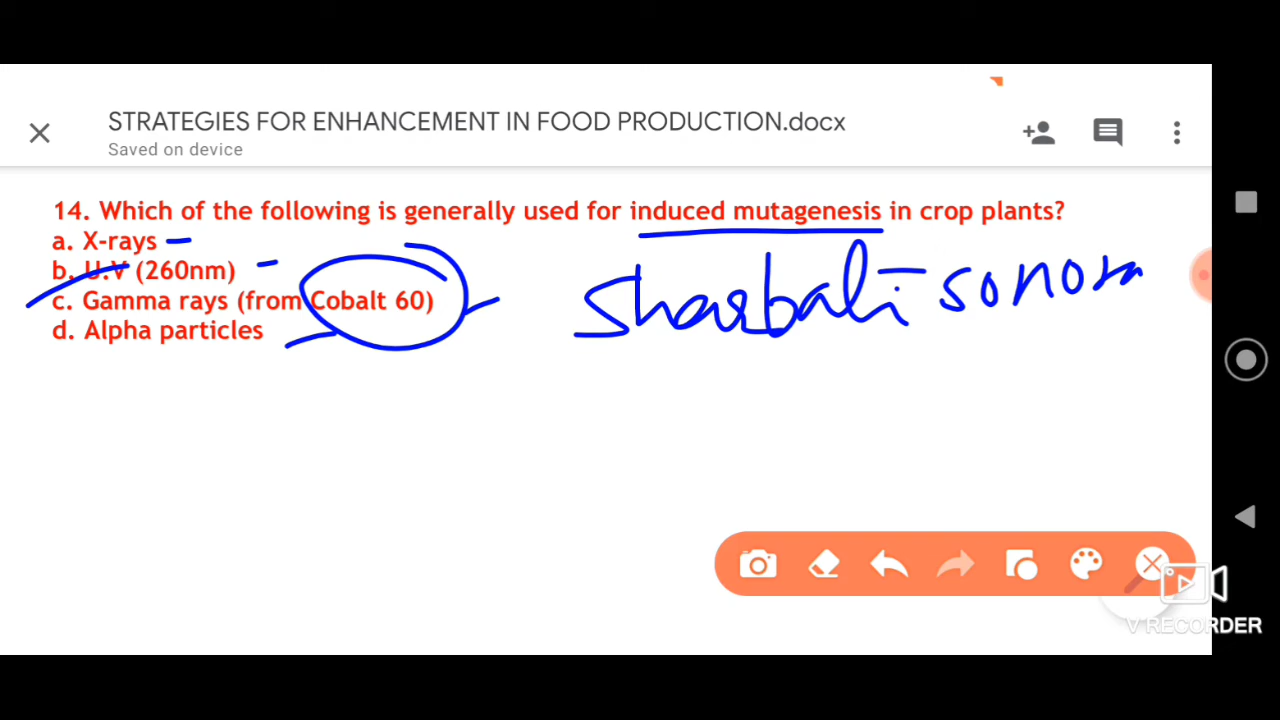 STRATEGIES FOR ENHANCEMENT IN FOOD PRODUCTION.docx
Saved on device
14. Which of the following is generally used for induced mutagenesis in crop plants?
a. X-rays
b. U.V (260nm)
c. Gamma rays (from Cobalt 60)
d. Alpha particles
Sharbati - sonora
V RECORDER